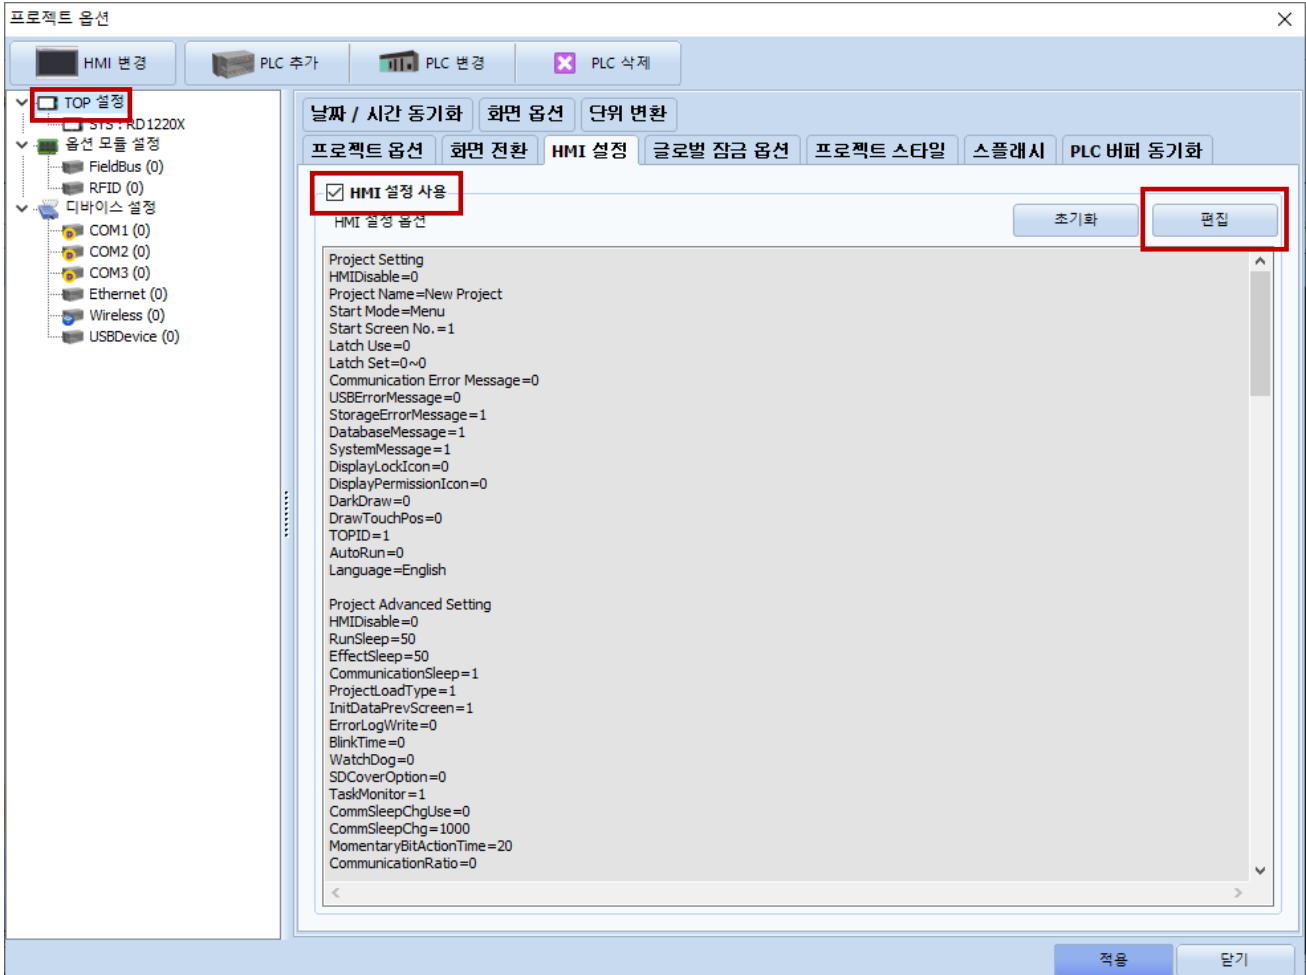 프로젝트 옵션
HMI 변경
PLC 추가
PLC 변경
PLC 삭제
TOP 설정
SYS : RD1220X
옵션 모듈 설정
FieldBus (0)
RFID (0)
디바이스 설정
COM1 (0)
COM2 (0)
COM3 (0)
Ethernet (0)
Wireless (0)
USBDevice (0)
날짜 / 시간 동기화
화면 옵션
단위 변환
프로젝트 옵션
화면 전환
HMI 설정
글로벌 잠금 옵션
프로젝트 스타일
스플래시
PLC 버퍼 동기화
HMI 설정 사용
HMI 설정 옵션
초기화
편집
Project Setting
HMIDisable=0
Project Name=New Project
Start Mode=Menu
Start Screen No.=1
Latch Use=0
Latch Set=0~0
Communication Error Message=0
USBErrorMessage=0
StorageErrorMessage=1
DatabaseMessage=1
SystemMessage=1
DisplayLockIcon=0
DisplayPermissionIcon=0
DarkDraw=0
DrawTouchPos=0
TOPID=1
AutoRun=0
Language=English
Project Advanced Setting
HMIDisable=0
RunSleep=50
EffectSleep=50
CommunicationSleep=1
ProjectLoadType=1
InitDataPrevScreen=1
ErrorLogWrite=0
BlinkTime=0
WatchDog=0
SDCoverOption=0
TaskMonitor=1
CommSleepChgUse=0
CommSleepChg=1000
MomentaryBitActionTime=20
CommunicationRatio=0
적용
닫기